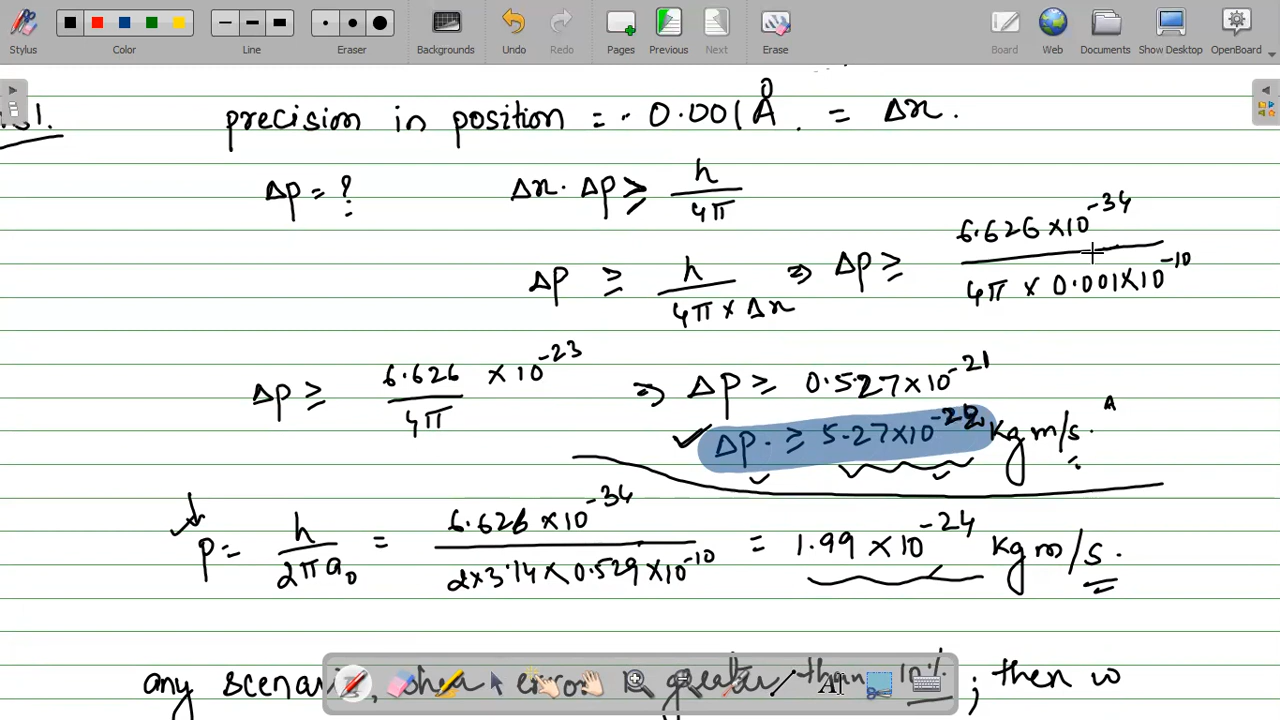 Stylus Color Line Eraser Backgrounds Undo Redo Pages Previous Next Erase Board Web Documents Show Desktop OpenBoard
precision in position = 0.001 Å = Δx.
Δp = ? Δx. Δp ≥ h/4π
Δp ≥ h/4π × Δx ⇒ Δp ≥ 6.626 ×10^-34 / 4π × 0.001×10^-10
Δp ≥ 6.626 ×10^-23 / 4π ⇒ Δp ≥ 0.527×10^-21
Δp. ≥ 5.27×10^-22 kg m/s.
p = h/2πa₀ = 6.626 ×10^-34 / 2×3.14×0.529×10^-10 = 1.99 ×10^-24 kg m/s.
any error greater than 10% ; then